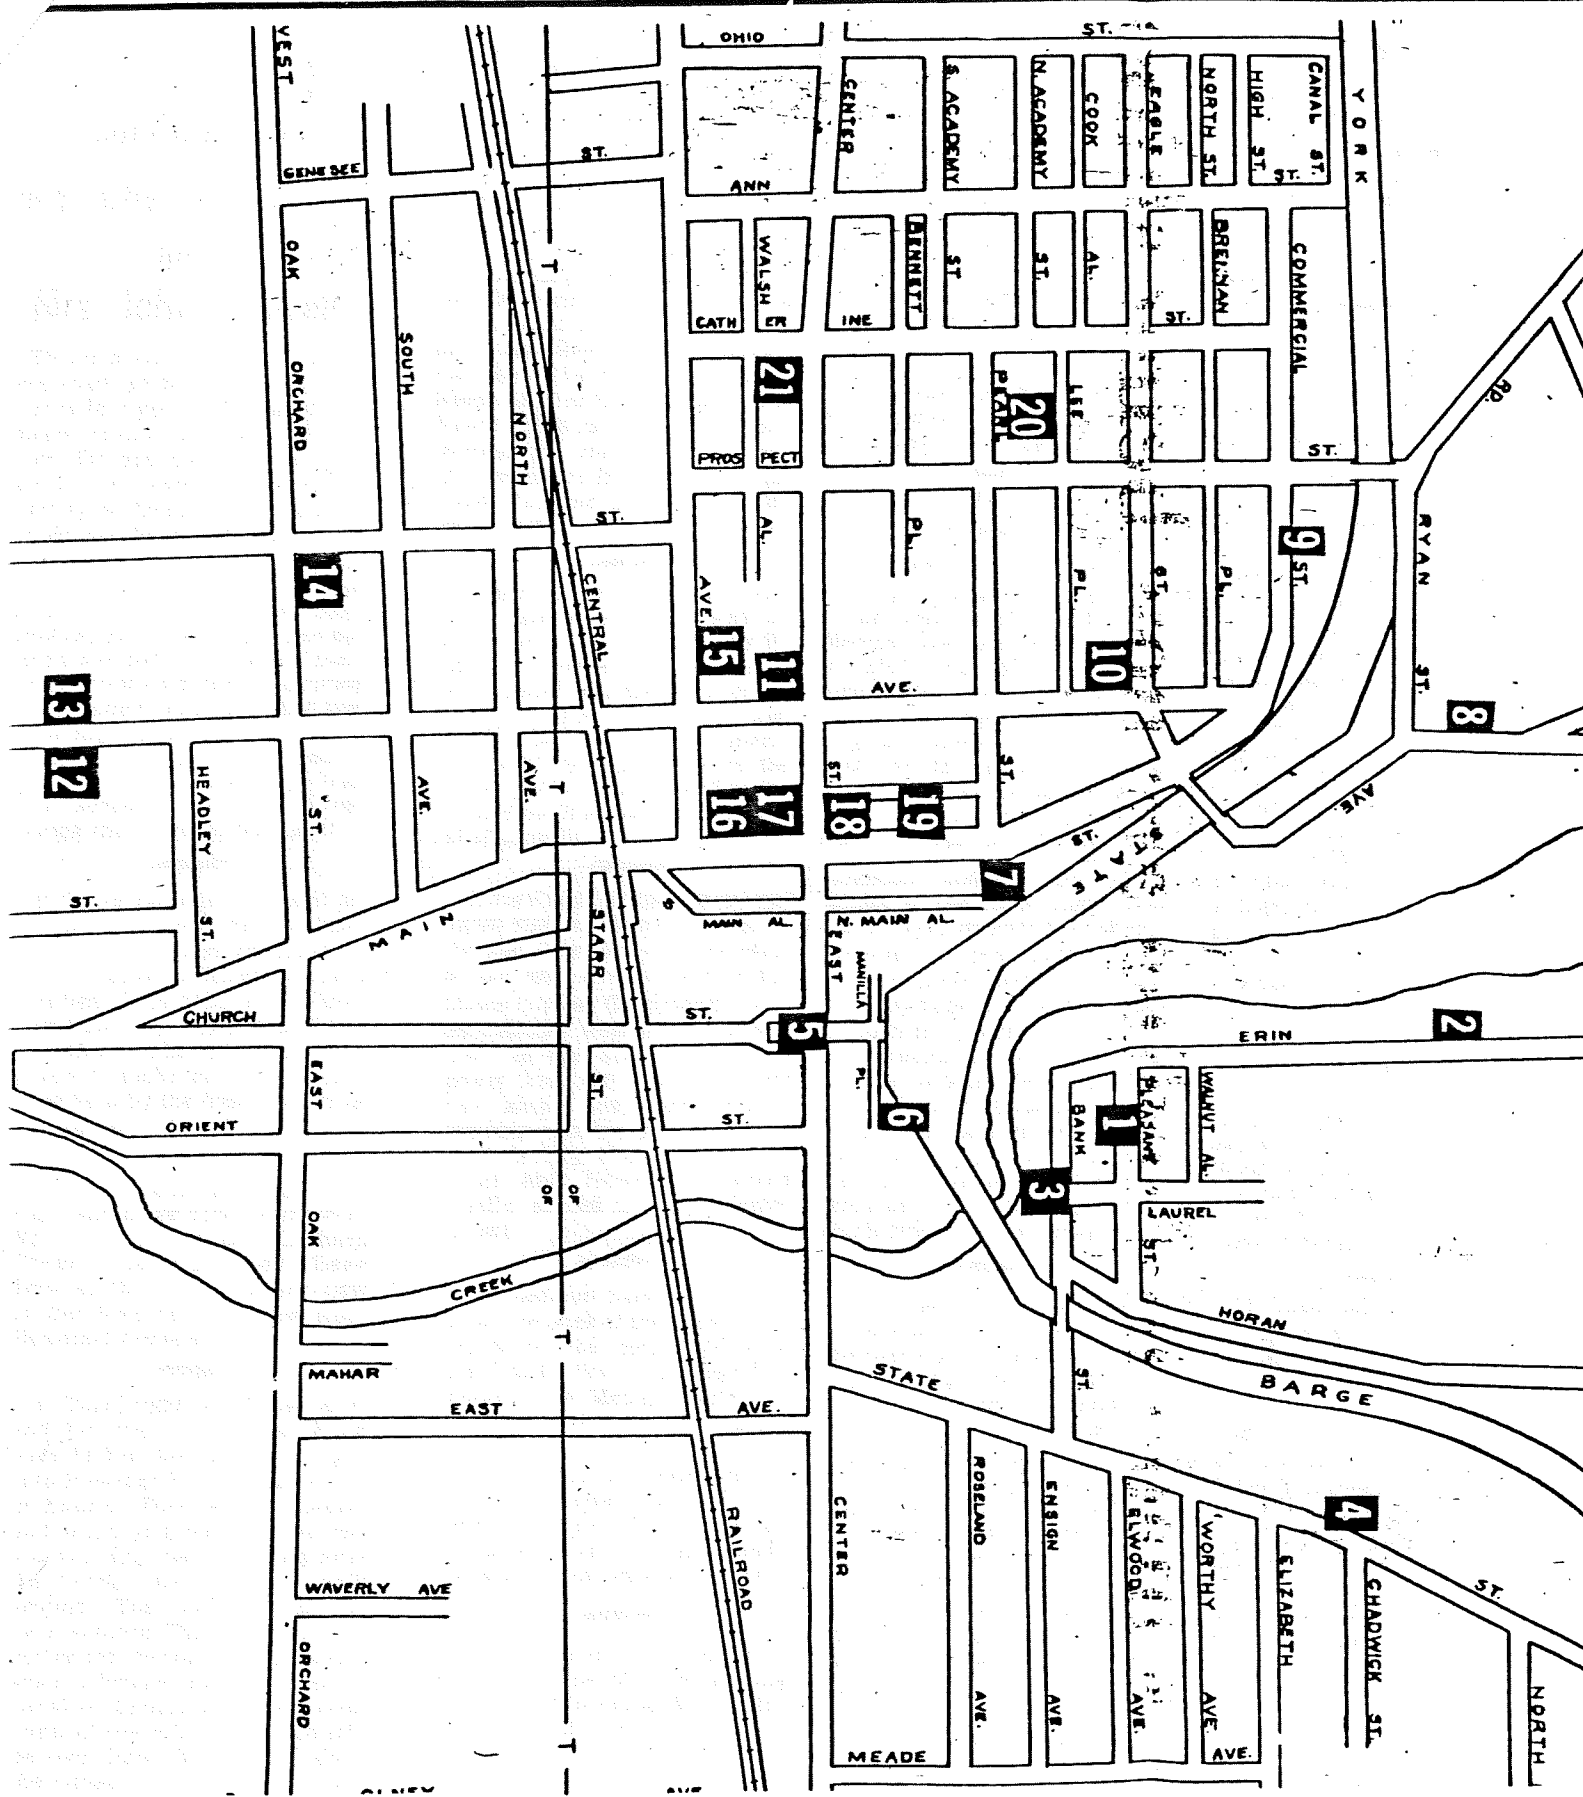 OHIO ST.
WEST
GENESEE ST.
CENTER
S. ACADEMY
N. ACADEMY
COOK
EAGLE
NORTH ST.
HIGH ST.
CANAL ST.
YORK
ANN ST.
OAK ORCHARD
SOUTH
NORTH
T
WALSH
BENNETT
ST
ST.
AL.
BRENNAN
COMMERCIAL
CATH ER INE ST.
21
PEARL
20
LEE
RD.
PROS PECT ST.
ST.
AL.
PL.
PL.
ST.
PL.
9
ST.
RYAN ST.
14
CENTRAL
AVE.
15
11
10
AVE.
13
12
8
HEADLEY ST.
ST.
AVE.
AVE.
T
16
17
ST.
18
19
ST.
AVE.
ST.
STATE
7
ST.
MAIN
STARR ST.
S
MAIN AL.
N. MAIN AL.
EAST
MANILLA PL.
CHURCH ST.
5
2
ERIN
EAST
ORIENT ST.
6
BANK
1
PLEASANT
WALNUT AL.
3
LAUREL
ST.
OAK
OF
OF
CREEK
HORAN
T
MAHAR
STATE
ST.
BARGE
EAST AVE.
CENTER
ROSELAND AVE.
ENSIGN AVE.
ELWOOD AVE.
WORTHY AVE.
ELIZABETH
4
CHADWICK ST.
ST.
NORTH
RAILROAD
WAVERLY AVE
ORCHARD
T
MEADE AVE.
OLNEY AVE